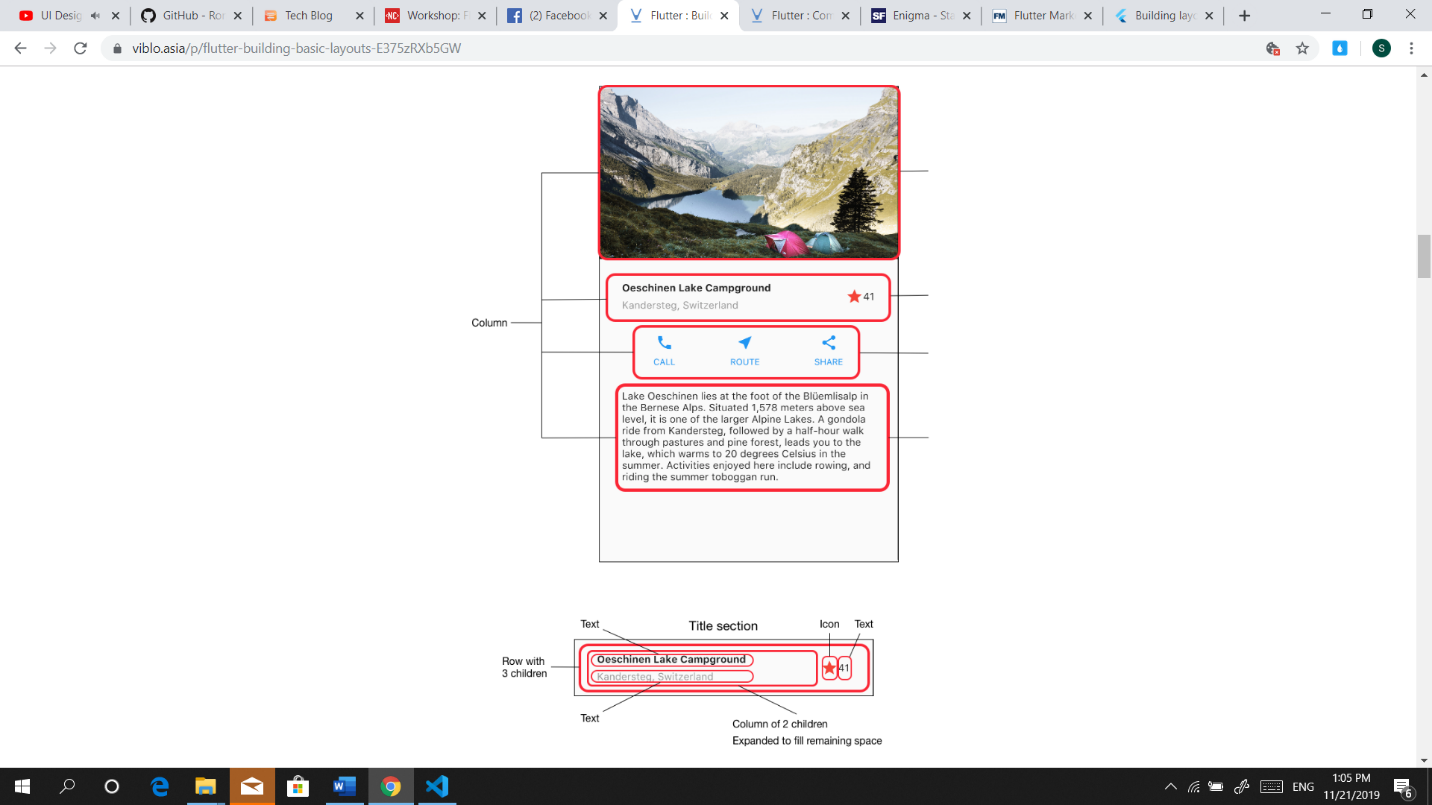 UI Desig
GitHub - Ror
Tech Blog
Workshop: F
(2) Facebook
Flutter : Buil
Flutter : Com
Enigma - Sta
Flutter Mark
Building layo
viblo.asia/p/flutter-building-basic-layouts-E375zRXb5GW
S
Oeschinen Lake Campground
Kandersteg, Switzerland
41
Column
CALL
ROUTE
SHARE
Lake Oeschinen lies at the foot of the Blüemlisalp in
the Bernese Alps. Situated 1,578 meters above sea
level, it is one of the larger Alpine Lakes. A gondola
ride from Kandersteg, followed by a half-hour walk
through pastures and pine forest, leads you to the
lake, which warms to 20 degrees Celsius in the
summer. Activities enjoyed here include rowing, and
riding the summer toboggan run.
Text
Title section
Icon
Text
Row with
3 children
Oeschinen Lake Campground
Kandersteg, Switzerland
41
Text
Column of 2 children
Expanded to fill remaining space
ENG
1:05 PM
11/21/2019
6